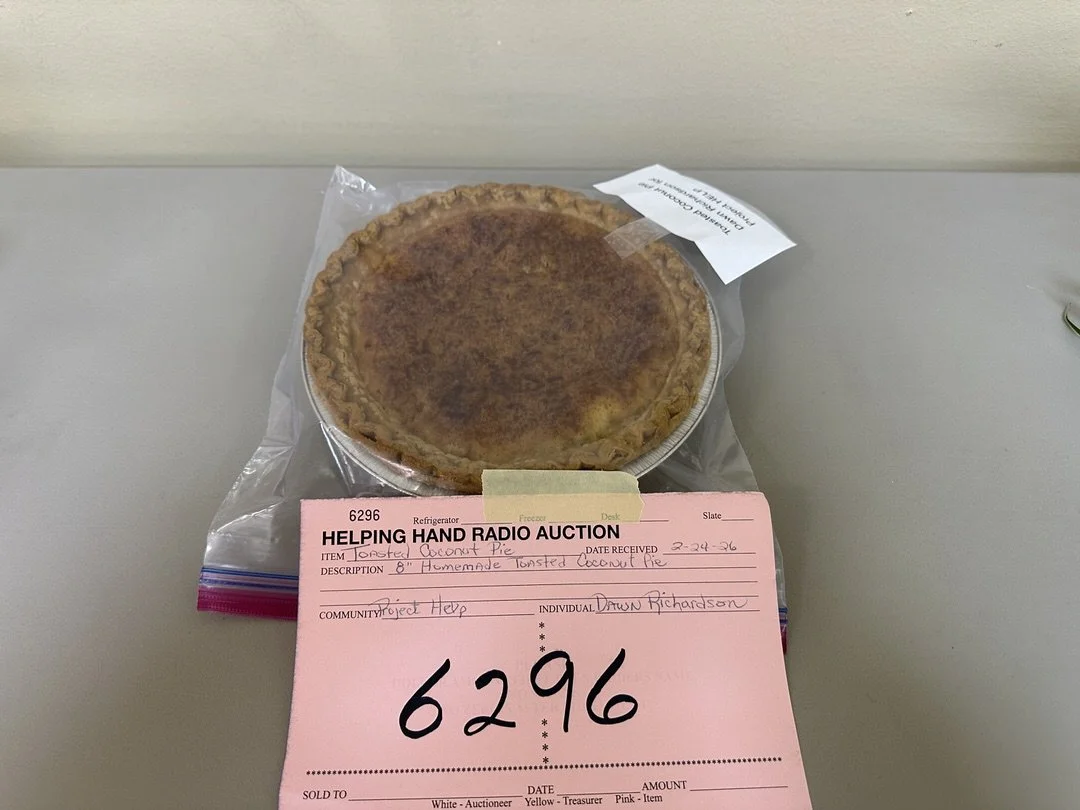 Toasted Coconut Pie
Dawn Richardson for
Project HELP
6296 Refrigerator Freezer Desk Slate
HELPING HAND RADIO AUCTION
ITEM Toasted Coconut Pie DATE RECEIVED 2-24-26
DESCRIPTION 8" Homemade Toasted Coconut Pie
COMMUNITY Project Help INDIVIDUAL Dawn Richardson
6296
SOLD TO DATE AMOUNT
White - Auctioneer Yellow - Treasurer Pink - Item